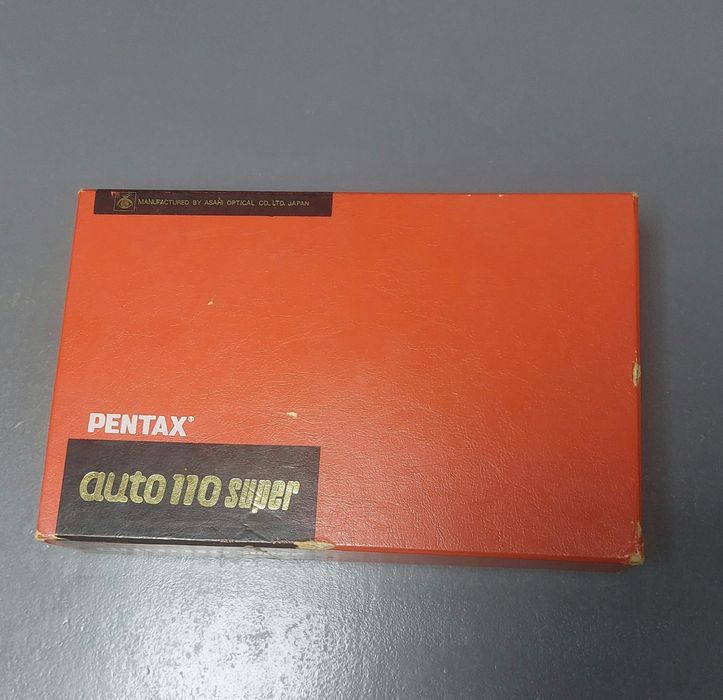 MANUFACTURED BY ASAHI OPTICAL CO., LTD. JAPAN
PENTAX®
auto 110 super